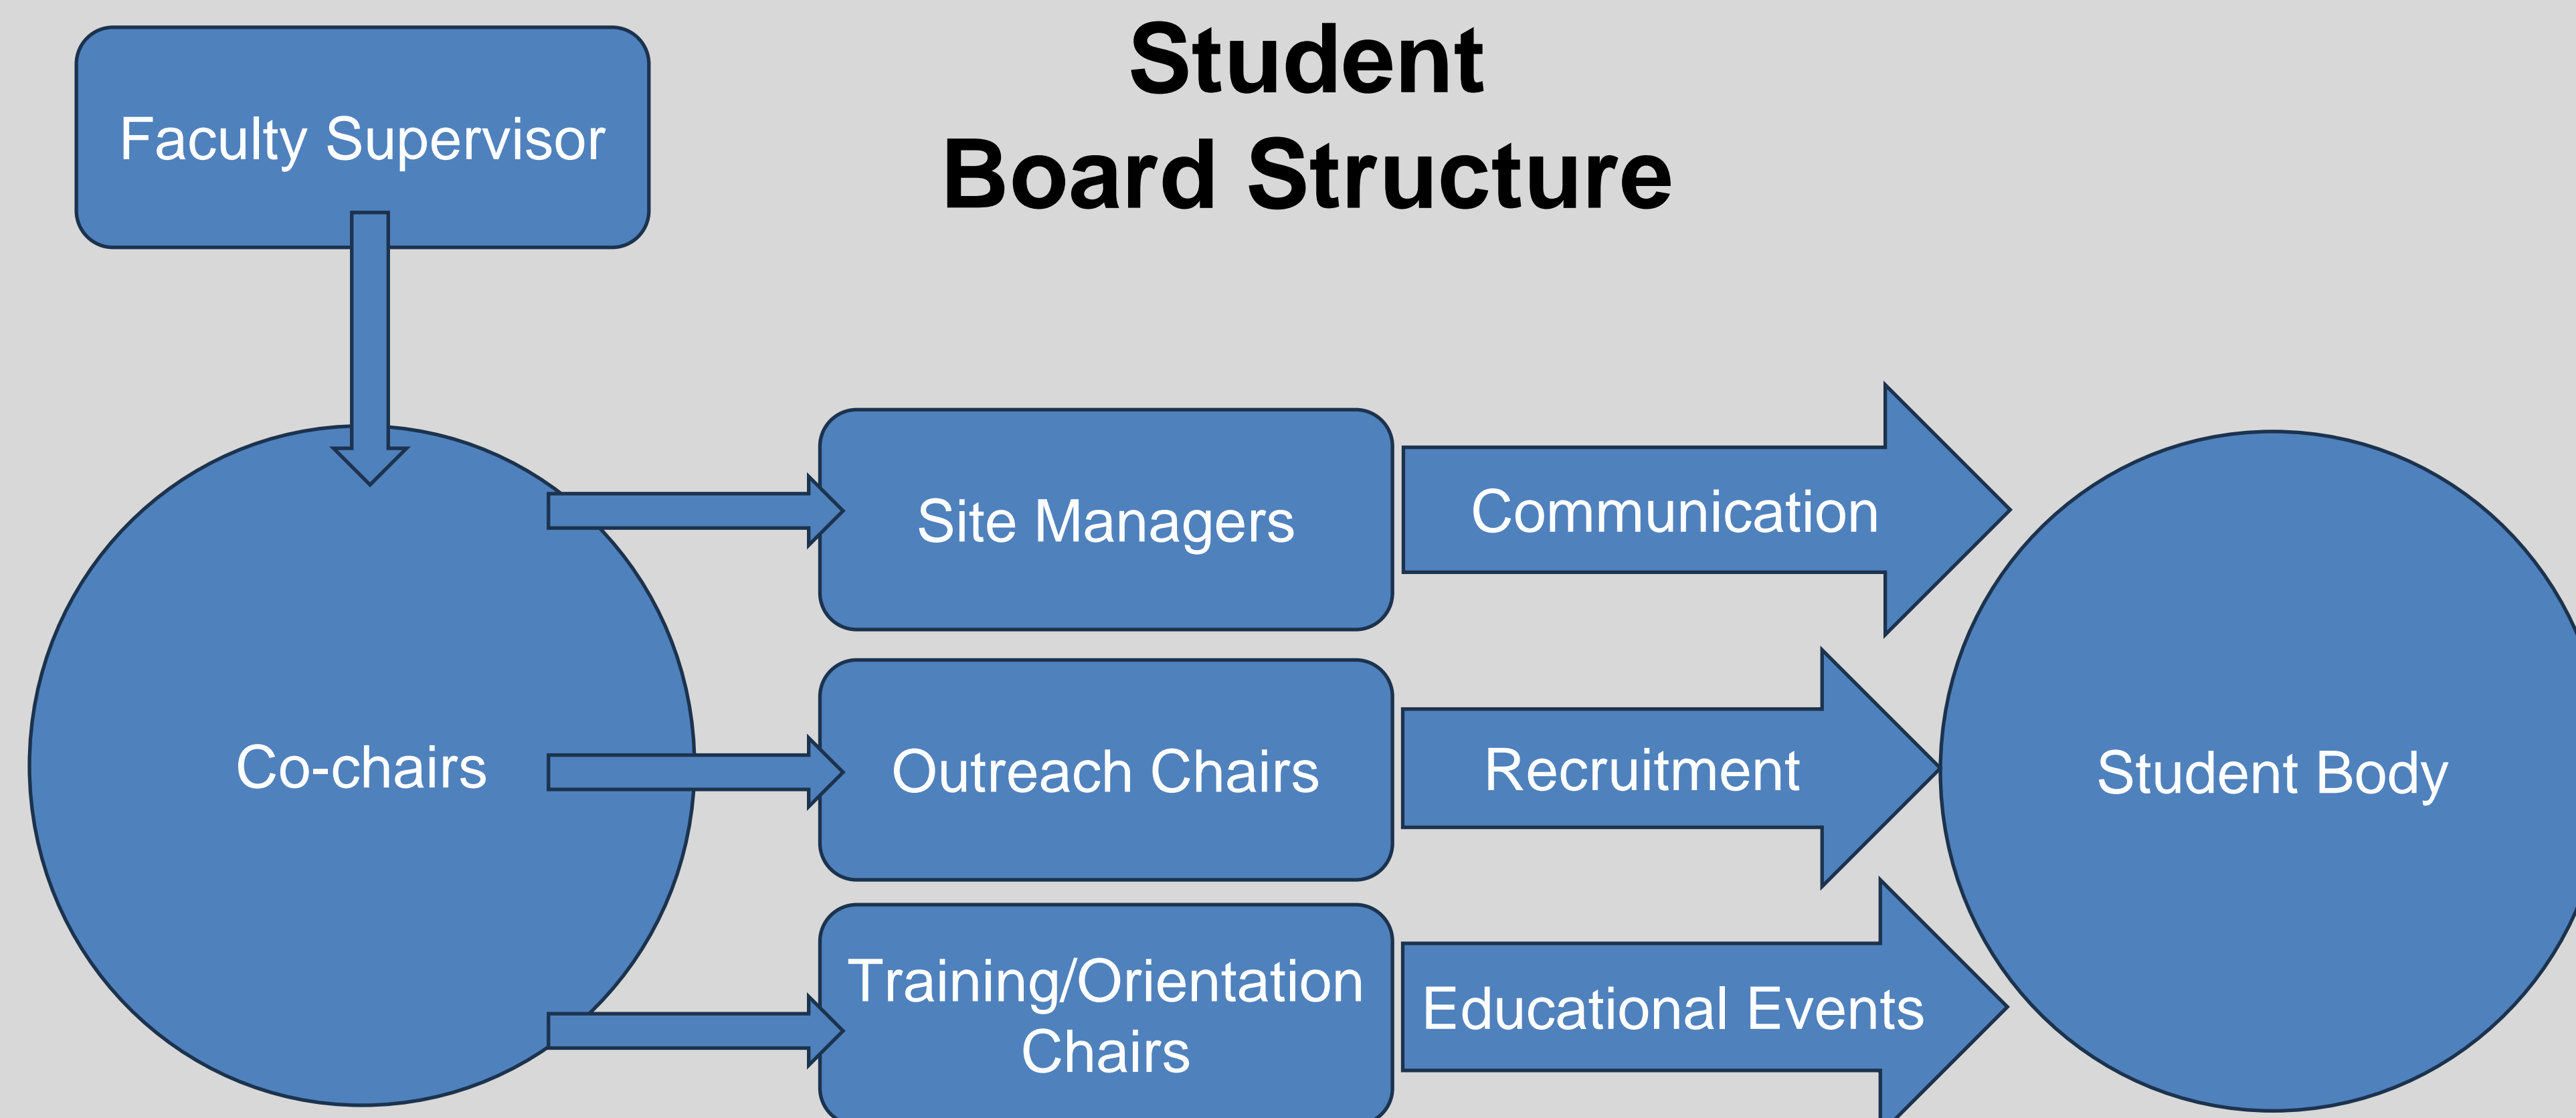 Student
Board Structure
Faculty Supervisor
Co-chairs
Site Managers
Communication
Outreach Chairs
Recruitment
Training/Orientation
Chairs
Educational Events
Student Body